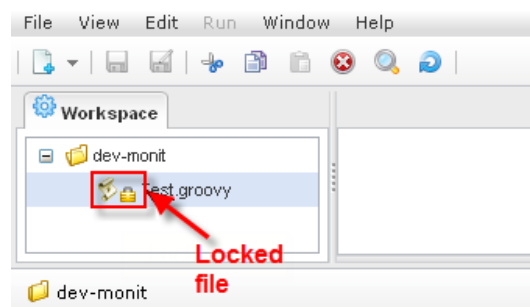 File View Edit Run Window Help
Workspace
dev-monit
Test.groovy
Locked
file
dev-monit